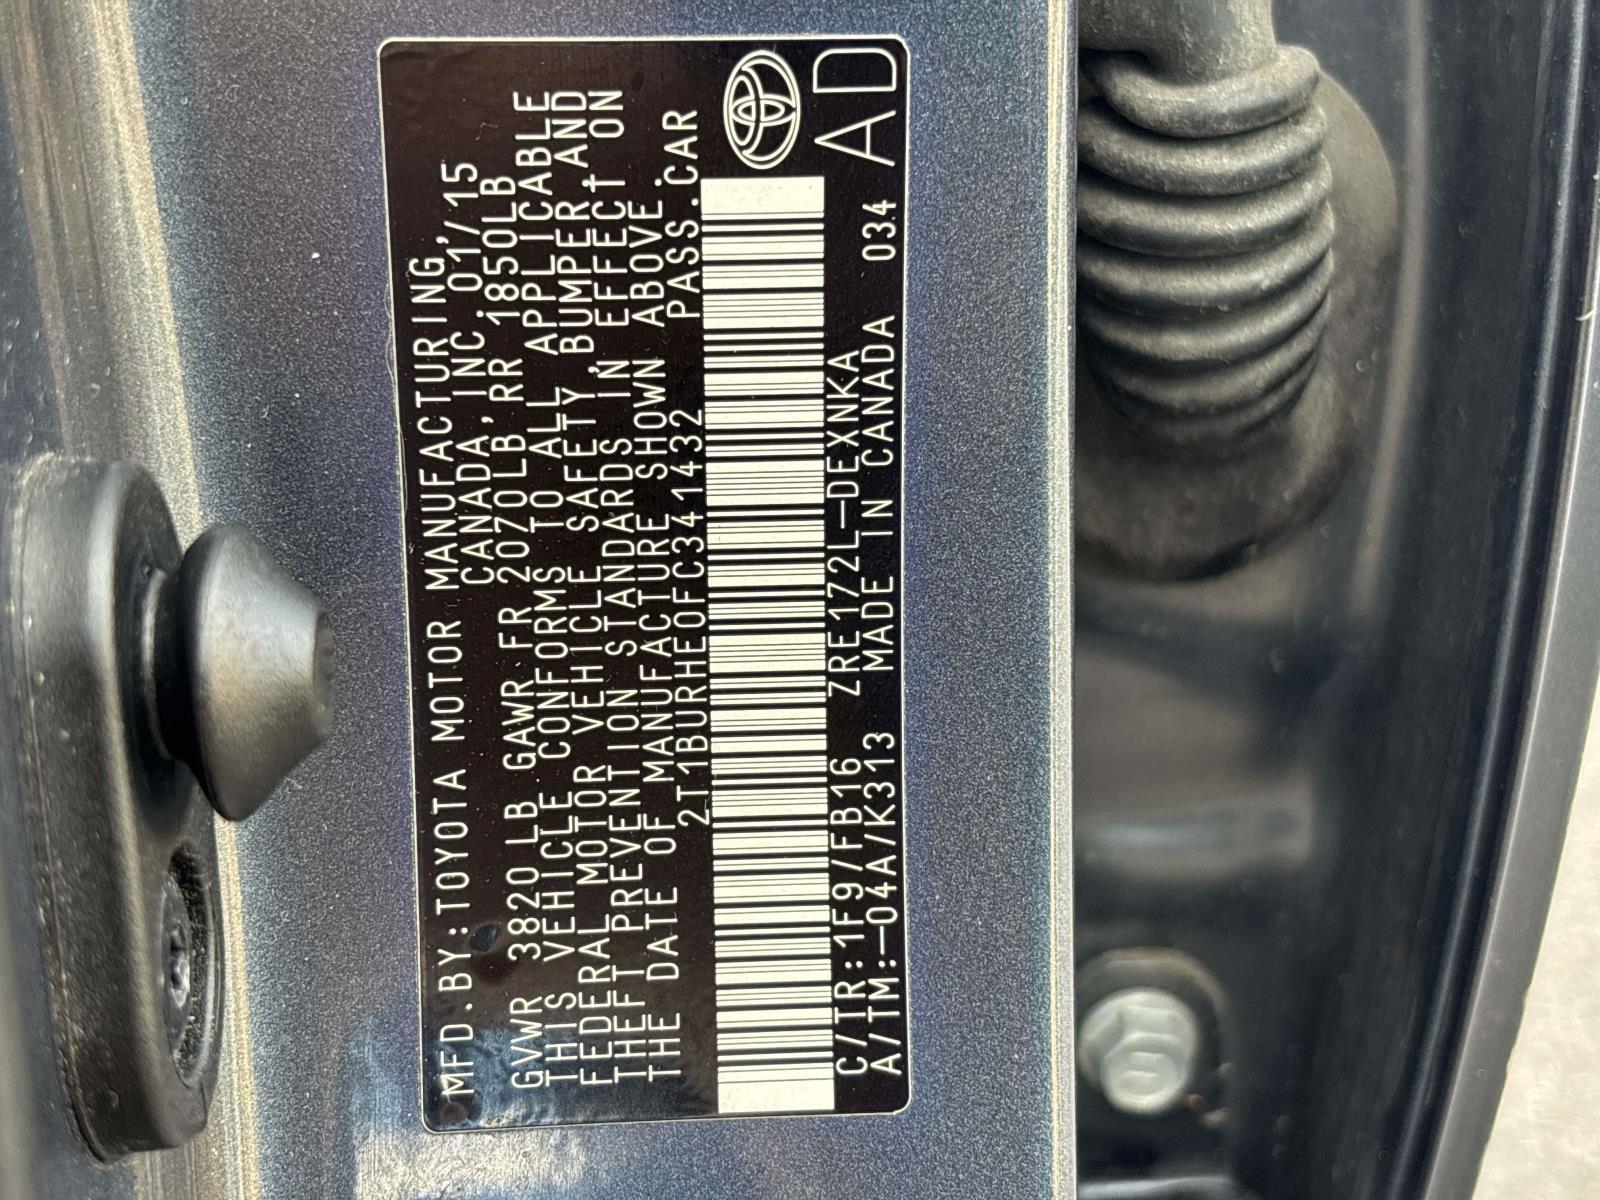 MFD.BY:TOYOTA MOTOR MANUFACTURING,
CANADA, INC. 01/15
GVWR 3820LB GAWR FR 2070LB, RR 1850LB
THIS VEHICLE CONFORMS TO ALL APPLICABLE
FEDERAL MOTOR VEHICLE SAFETY, BUMPER, AND
THEFT PREVENTION STANDARDS IN EFFECT ON
THE DATE OF MANUFACTURE SHOWN ABOVE.
2T1BURHE0FC341432 PASS.CAR
C/TR:1F9/FB16 ZRE172L-DEXNKA
A/TM:-04A/K313 MADE IN CANADA 034
AD